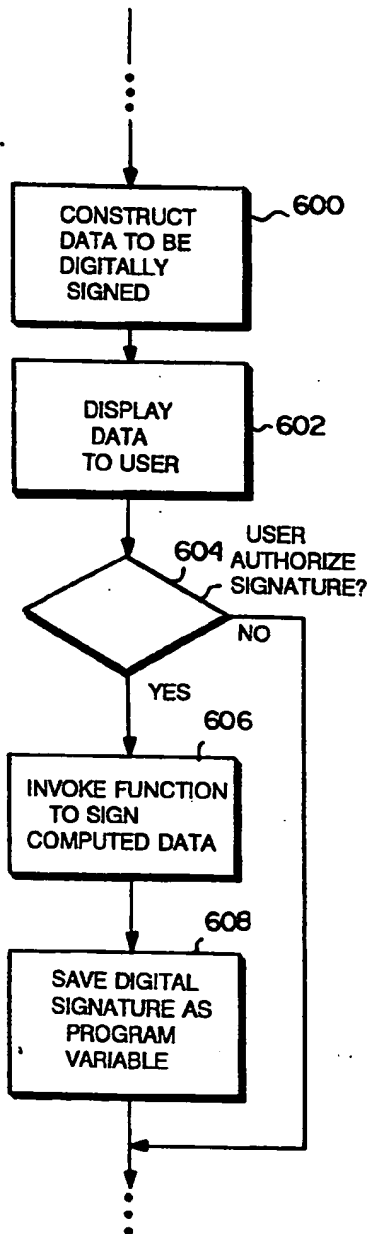 600
CONSTRUCT
DATA TO BE
DIGITALLY
SIGNED
DISPLAY
DATA
TO USER
602
604
USER
AUTHORIZE
SIGNATURE?
NO
YES
606
INVOKE FUNCTION
TO SIGN
COMPUTED DATA
608
SAVE DIGITAL
SIGNATURE AS
PROGRAM
VARIABLE